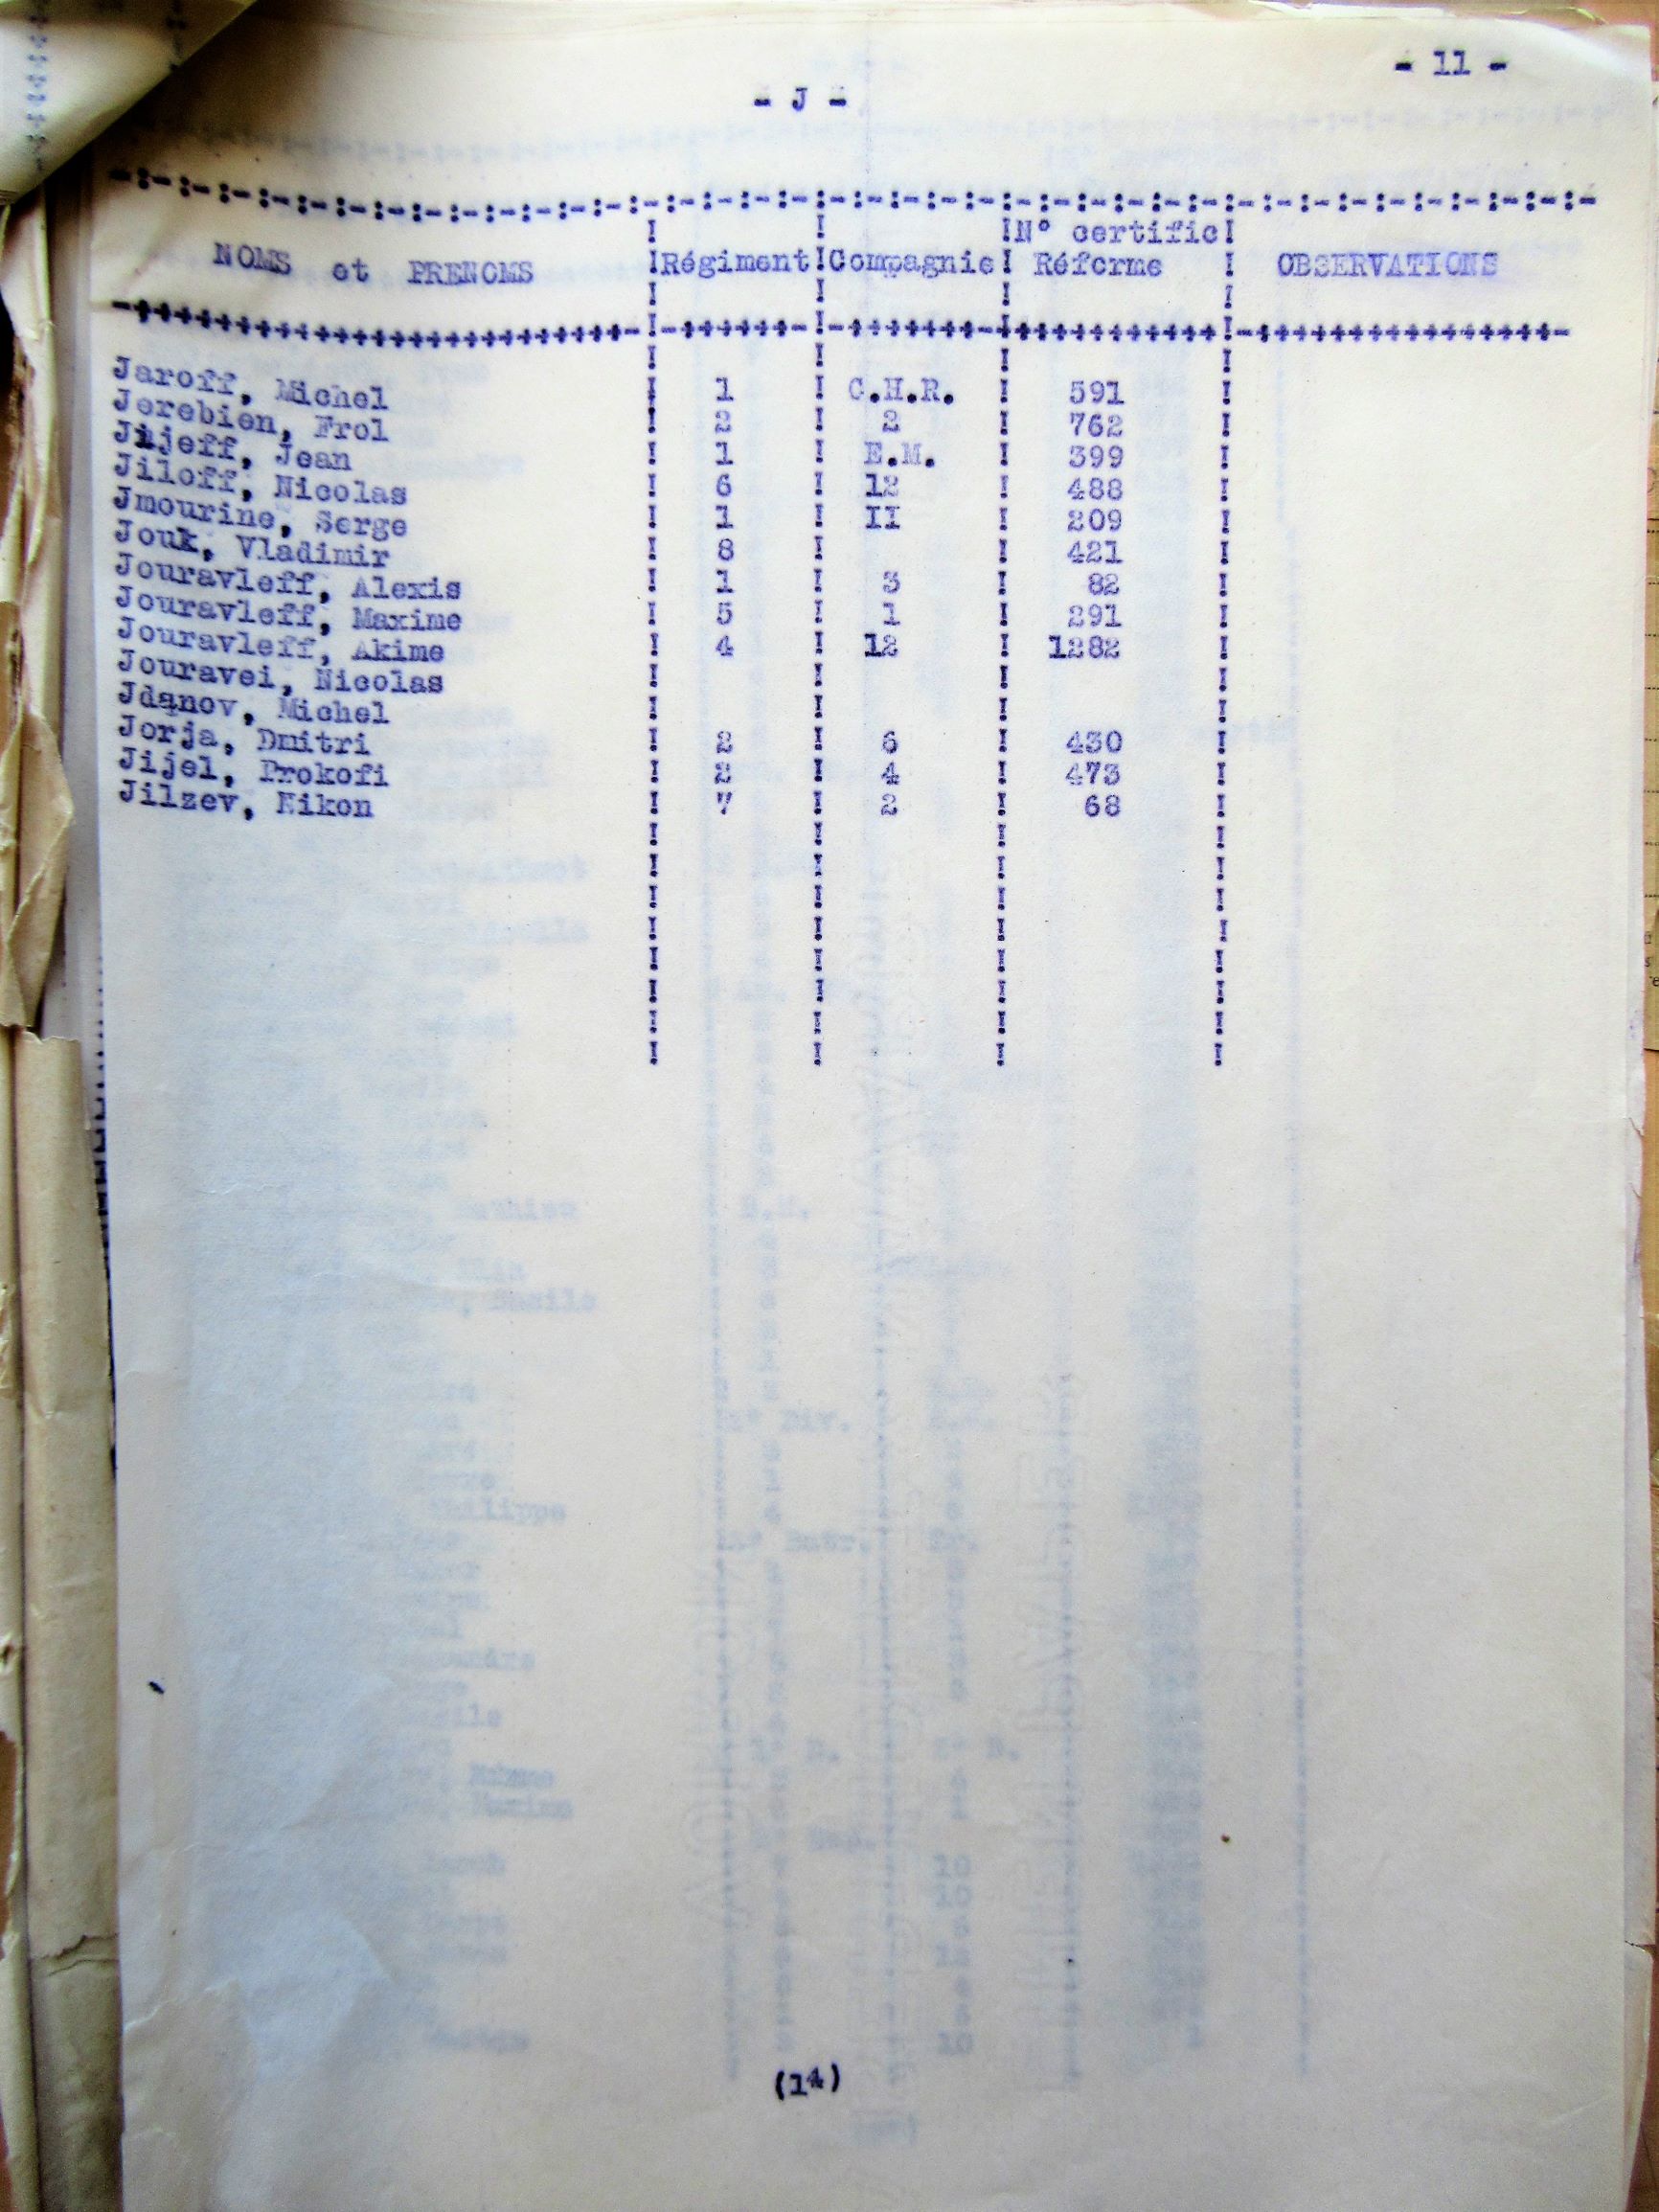 - 11 -
- J -
NOMS et PRENOMS ! Régiment ! Compagnie ! N° certific Réforme ! OBSERVATIONS
Jaroff, Michel ! 1 ! C.H.R. ! 591 !
Jerebien, Frol ! 2 ! 2 ! 762 !
Jijeff, Jean ! 1 ! E.M. ! 399 !
Jiloff, Nicolas ! 6 ! 12 ! 488 !
Jmourine, Serge ! 1 ! II ! 209 !
Jouk, Vladimir ! 8 ! ! 421 !
Jouravleff, Alexis ! 1 ! 3 ! 82 !
Jouravleff, Maxime ! 5 ! 1 ! 291 !
Jouravleff, Akime ! 4 ! 12 ! 1282 !
Jouravei, Nicolas ! ! ! !
Jdanov, Michel ! ! ! !
Jorja, Dmitri ! 2 ! 6 ! 430 !
Jijel, Prokofi ! 2 ! 4 ! 473 !
Jilzev, Nikon ! 7 ! 2 ! 68 !
(14)